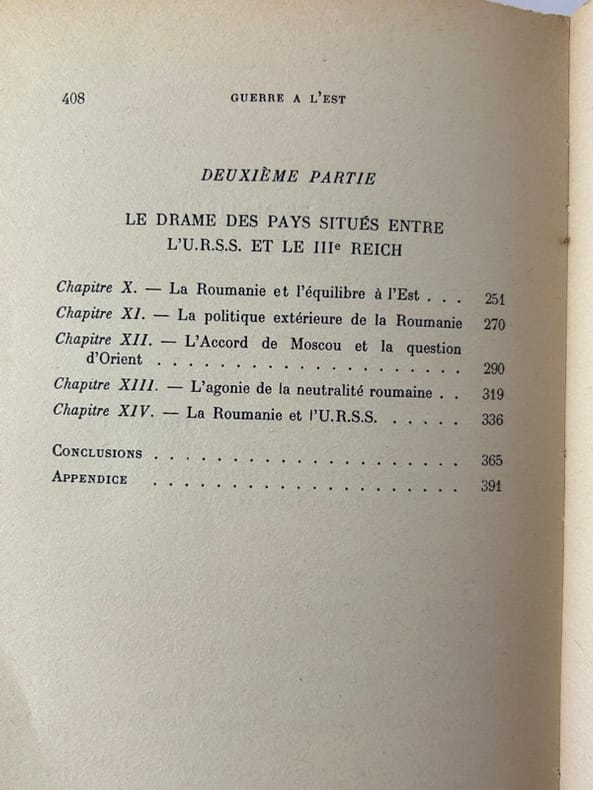 408 GUERRE A L'EST
DEUXIÈME PARTIE
LE DRAME DES PAYS SITUÉS ENTRE
L'U.R.S.S. ET LE IIIe REICH
Chapitre X. — La Roumanie et l'équilibre à l'Est . . . 251
Chapitre XI. — La politique extérieure de la Roumanie 270
Chapitre XII. — L'Accord de Moscou et la question
d'Orient . . . . . . . . . . . . . . . . . . 290
Chapitre XIII. — L'agonie de la neutralité roumaine . . 319
Chapitre XIV. — La Roumanie et l'U.R.S.S. . . . . . 336
CONCLUSIONS . . . . . . . . . . . . . . . . . . . 365
APPENDICE . . . . . . . . . . . . . . . . . . . 391